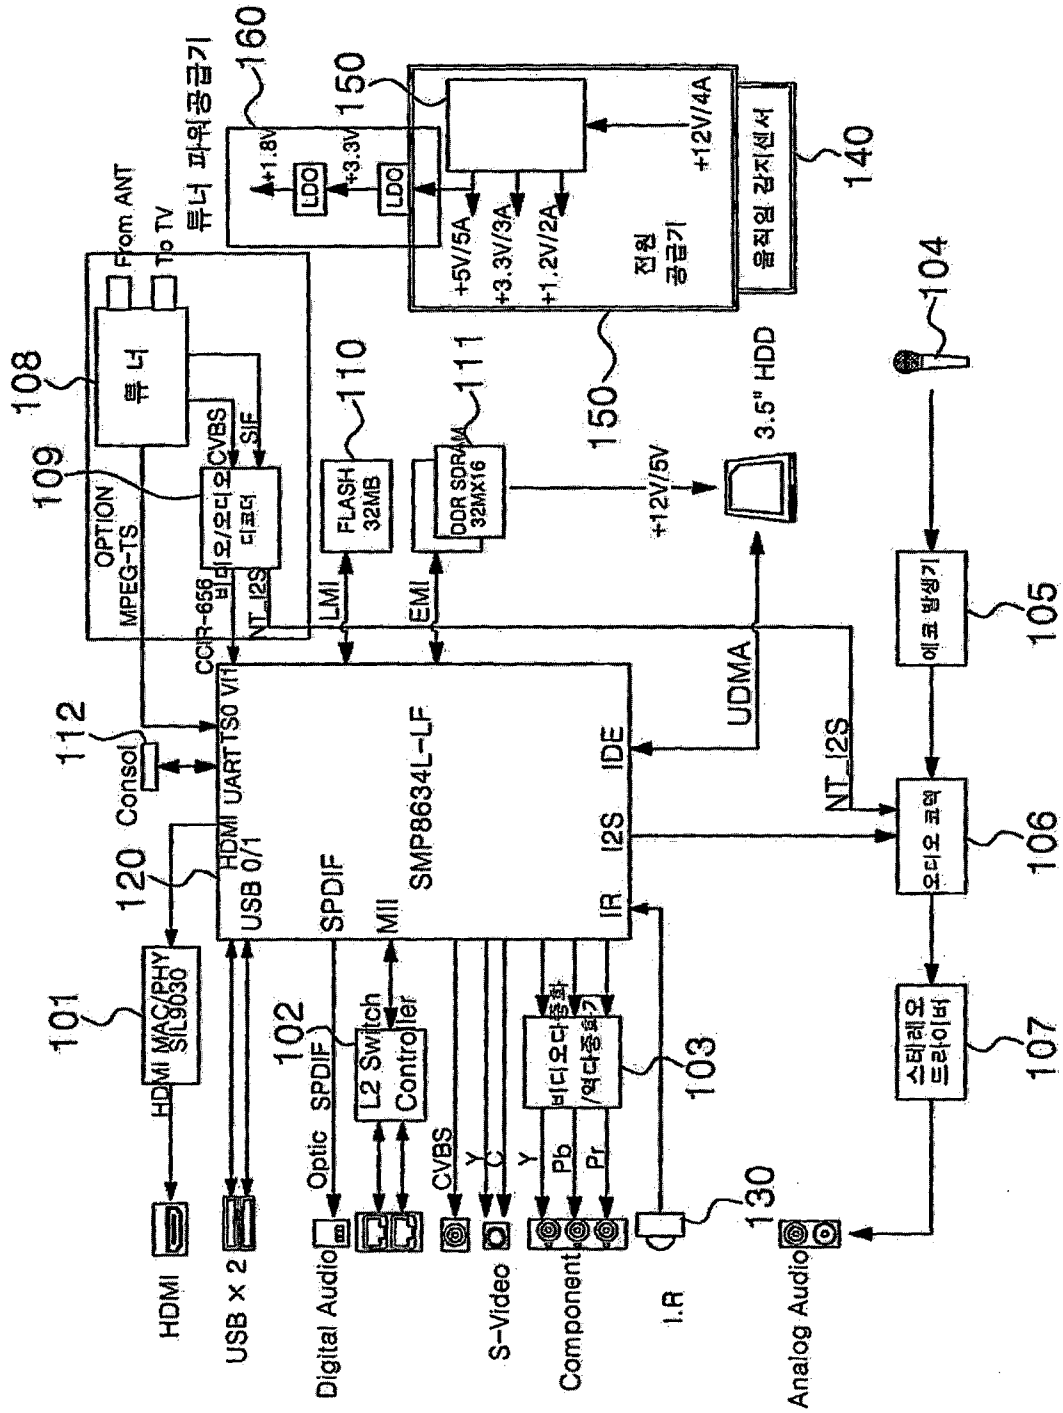 HDMI
USB x 2
Digital Audio
S-Video
Component
I.R
Analog Audio
101
HDMI MAC/PHY
SIL9030
Optic SPDIF
102
L2 Switch
Controller
CVBS
Y
C
Y
Pb
Pr
비디오다중화
/역다중화기
103
130
120
HDMI
USB 0/1
UART
TS0
VI1
SPDIF
MII
SMP8634L-LF
IR
I2S
IDE
Consol
112
OPTION
MPEG-TS
CCIR-656
NT_I2S
109
비디오/오디오
디코더
CVBS
SIF
108
튜너
From ANT
To TV
LMI
FLASH
32MB
110
EMI
DDR SDRAM
32MX16
111
+12V/5V
3.5" HDD
UDMA
NT_I2S
튜너 파워공급기
160
+1.8V
LDO
+3.3V
LDO
150
+5V/5A
+3.3V/3A
+1.2V/2A
+12V/4A
전원
공급기
150
움직임 감지센서
140
104
에코 발생기
105
오디오 코덱
106
스테레오
드라이버
107